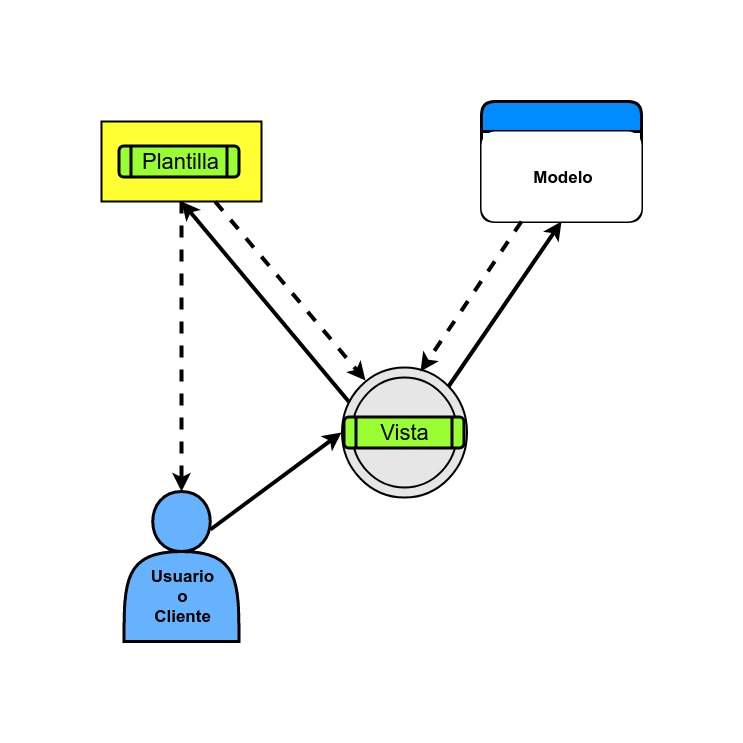 Plantilla
Modelo
Vista
Usuario
o
Cliente